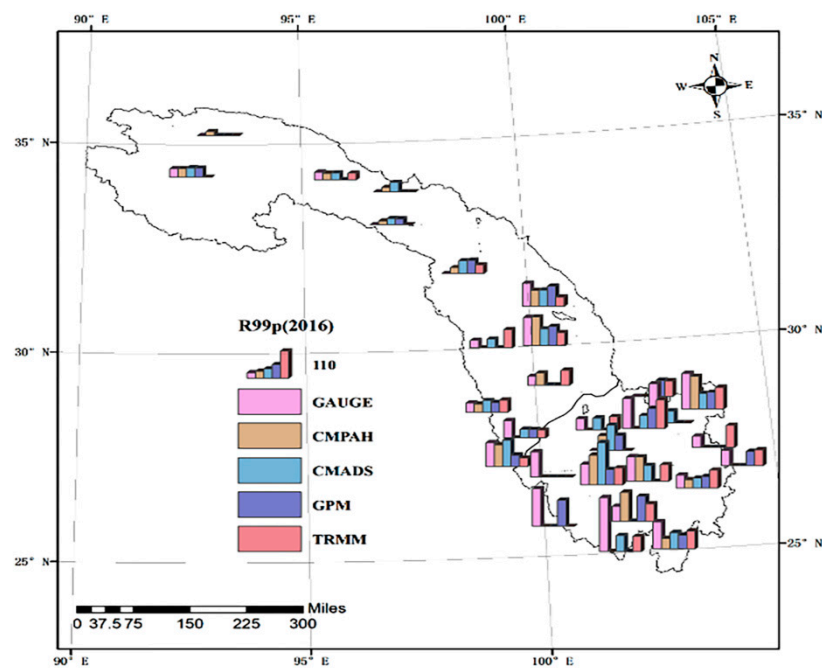 90° E 95° E 100° E 105° E
N
W E
S
35° N 35° N
R99p(2016)
30° N 30° N
110
GAUGE
CMPAH
CMADS
GPM
TRMM
25° N 25° N
Miles
0 37.5 75 150 225 300
90° E 95° E 100° E